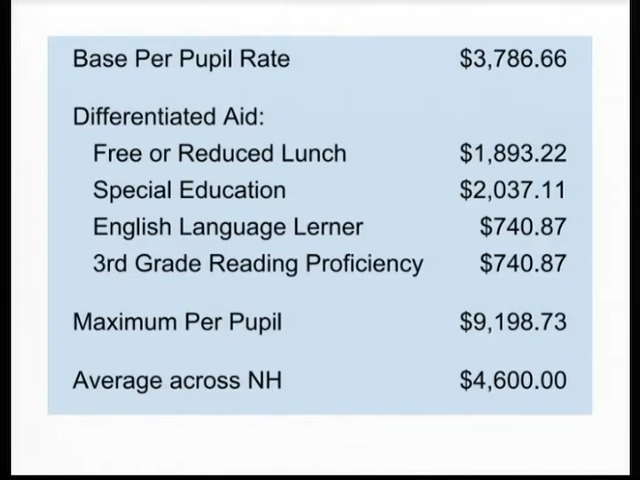 Base Per Pupil Rate $3,786.66
Differentiated Aid:
Free or Reduced Lunch $1,893.22
Special Education $2,037.11
English Language Lerner $740.87
3rd Grade Reading Proficiency $740.87
Maximum Per Pupil $9,198.73
Average across NH $4,600.00